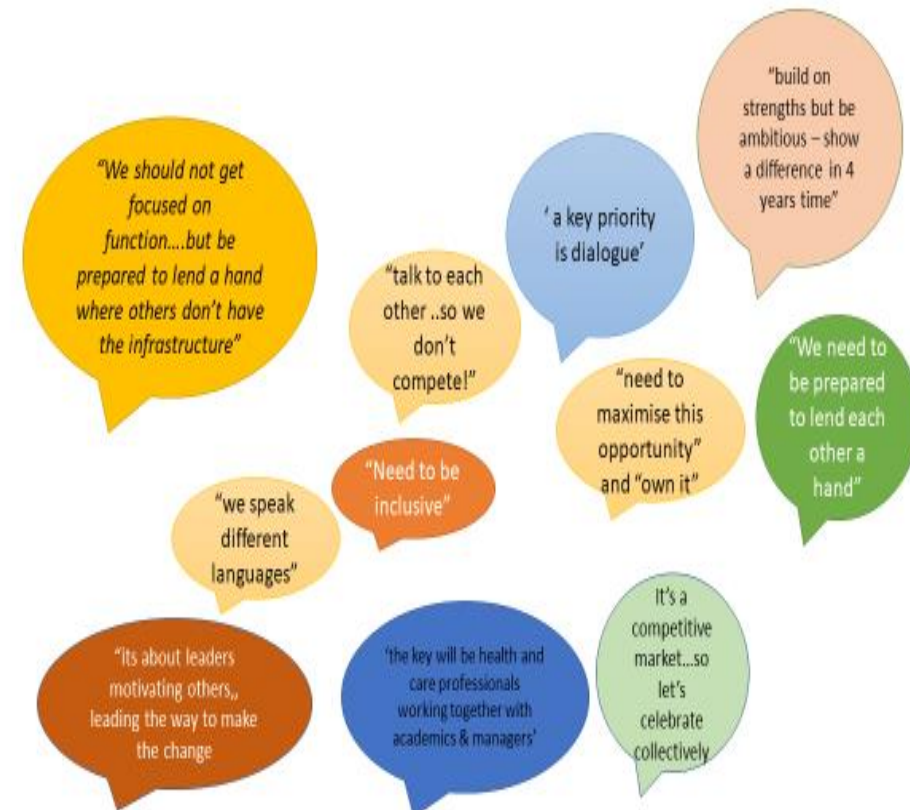 “We should not get
focused on
function....but be
prepared to lend a hand
where others don’t have
the infrastructure”
“talk to each
other ..so we
don’t
compete!”
‘ a key priority
is dialogue’
“build on
strengths but be
ambitious – show
a difference in 4
years time”
“we speak
different
languages”
“Need to be
inclusive”
“need to
maximise this
opportunity”
and “own it”
“We need to
be prepared
to lend each
other a
hand”
“its about leaders
motivating others,,
leading the way to make
the change
‘the key will be health and
care professionals
working together with
academics & managers’
It’s a
competitive
market...so
let’s
celebrate
collectively